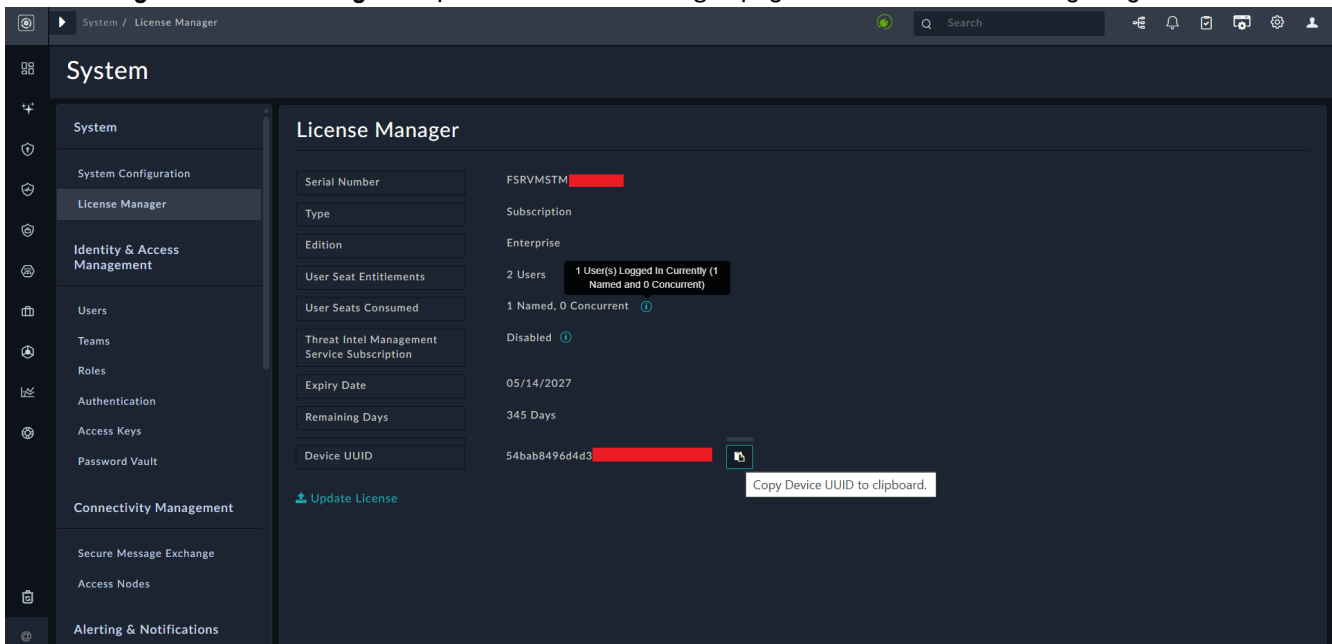 System / License Manager
Search
System
System
System Configuration
License Manager
Identity & Access
Management
Users
Teams
Roles
Authentication
Access Keys
Password Vault
Connectivity Management
Secure Message Exchange
Access Nodes
Alerting & Notifications
License Manager
Serial Number
FSRVMSTM
Type
Subscription
Edition
Enterprise
User Seat Entitlements
2 Users
1 User(s) Logged In Currently (1
Named and 0 Concurrent)
User Seats Consumed
1 Named, 0 Concurrent
Threat Intel Management
Service Subscription
Disabled
Expiry Date
05/14/2027
Remaining Days
345 Days
Device UUID
54bab8496d4d3
Copy Device UUID to clipboard.
Update License
@